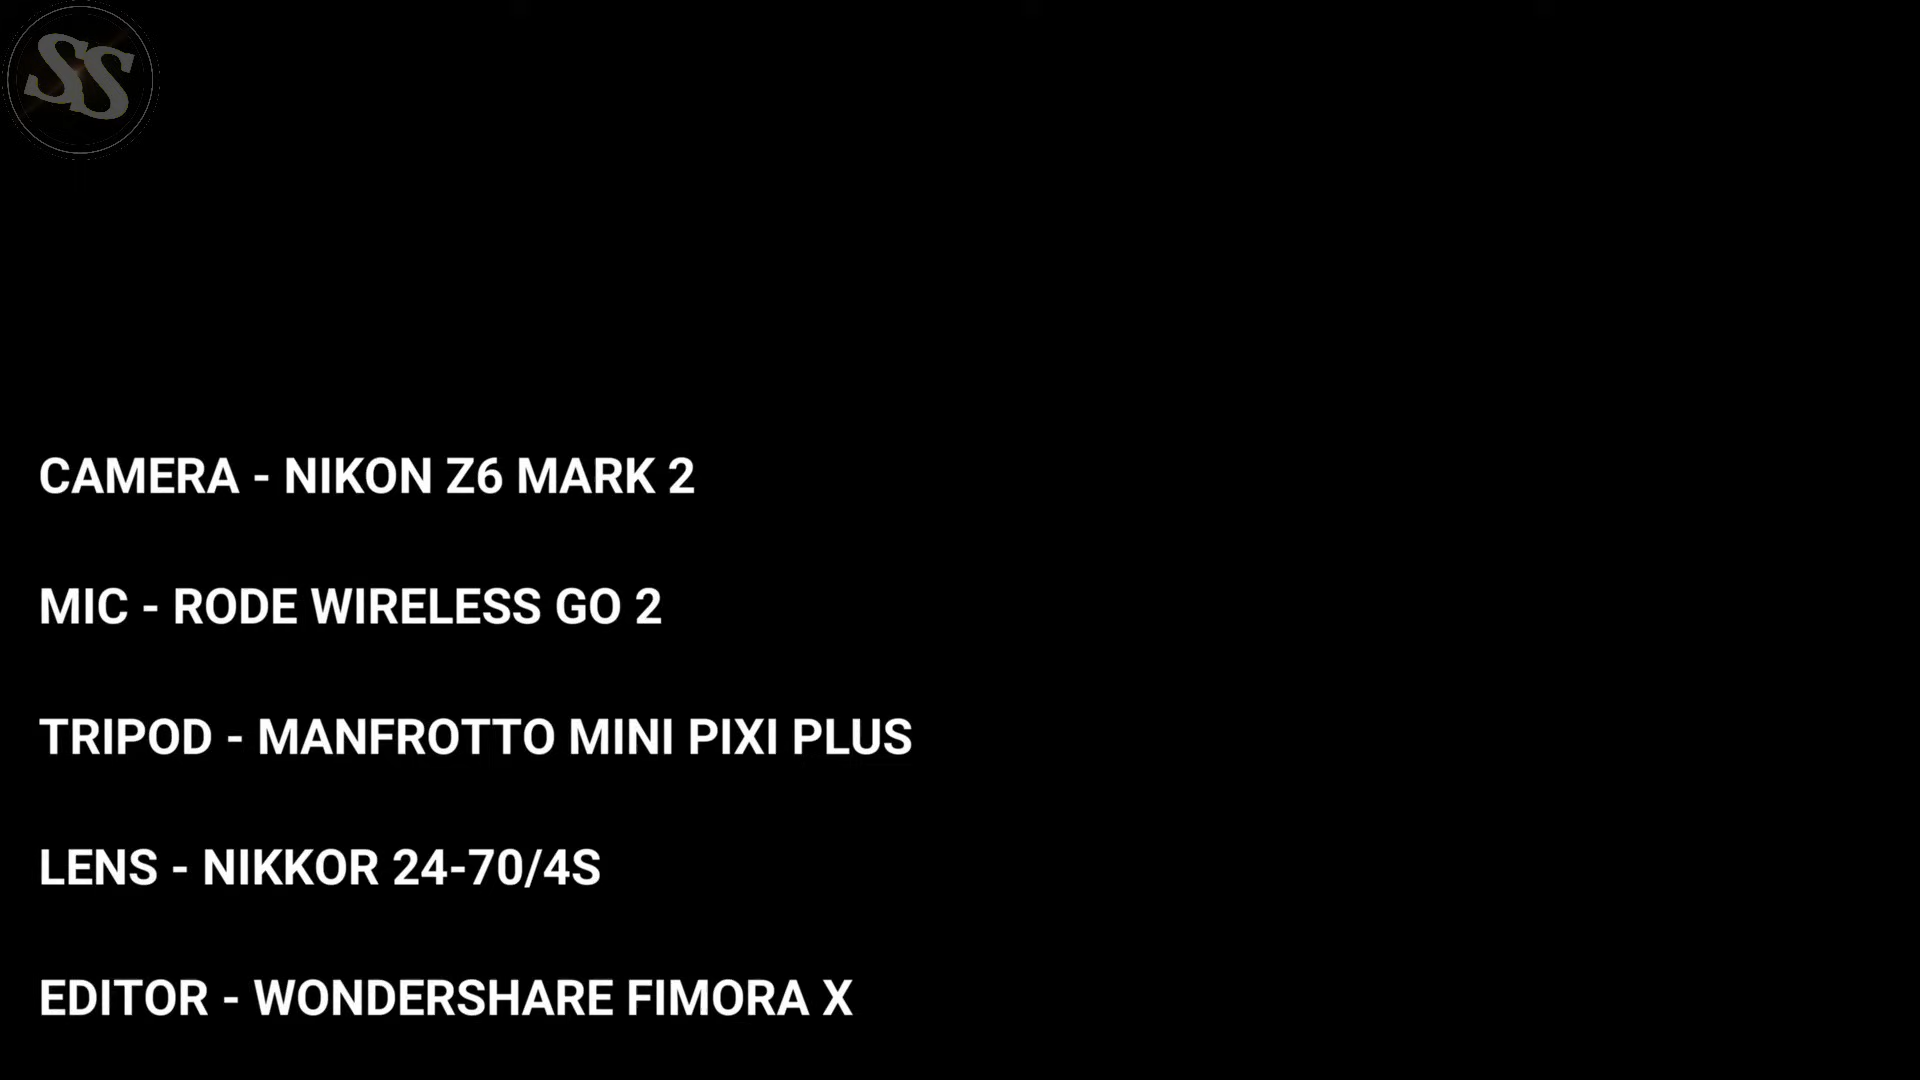 SS
CAMERA - NIKON Z6 MARK 2
MIC - RODE WIRELESS GO 2
TRIPOD - MANFROTTO MINI PIXI PLUS
LENS - NIKKOR 24-70/4S
EDITOR - WONDERSHARE FIMORA X